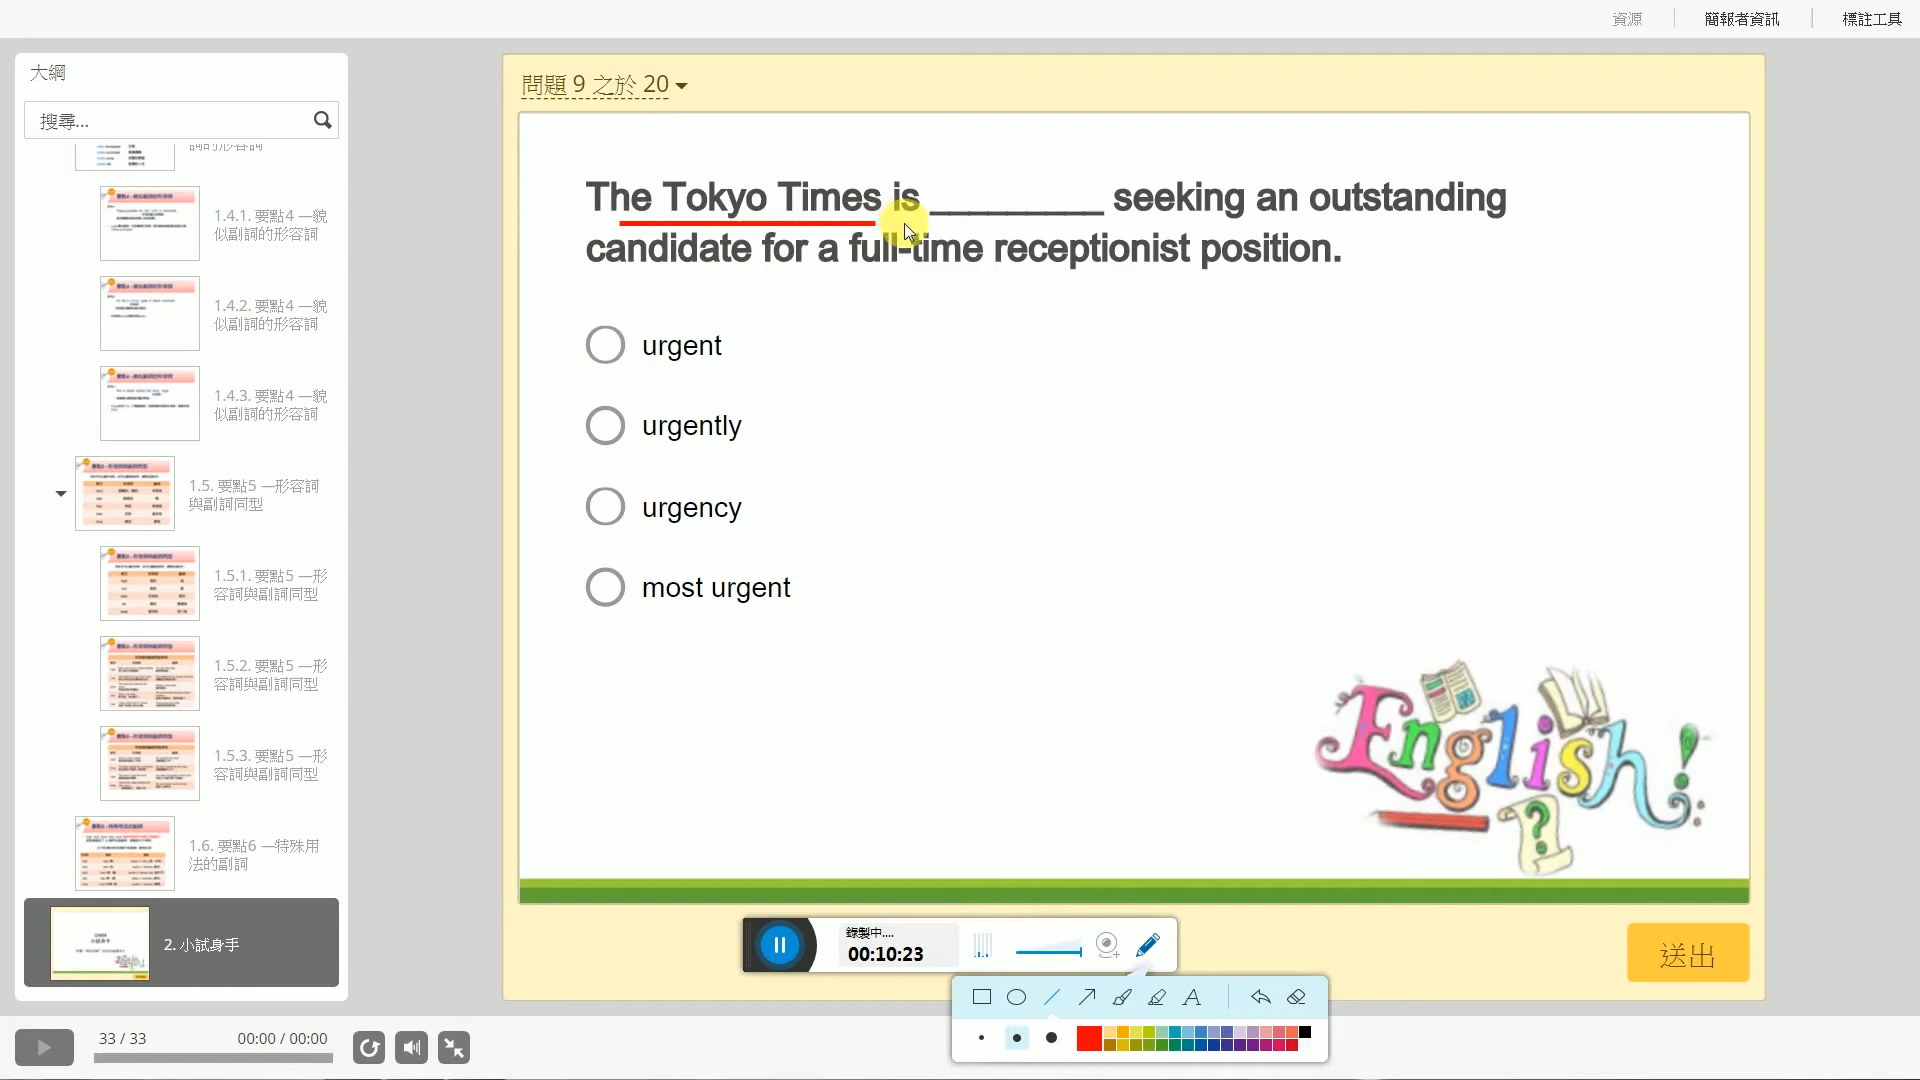 資源
簡報者資訊
標註工具
大綱
搜尋...
詞的形容詞
1.4.1. 要點4 —貌
似副詞的形容詞
1.4.2. 要點4 —貌
似副詞的形容詞
1.4.3. 要點4 —貌
似副詞的形容詞
1.5. 要點5 —形容詞
與副詞同型
1.5.1. 要點5 —形
容詞與副詞同型
1.5.2. 要點5 —形
容詞與副詞同型
1.5.3. 要點5 —形
容詞與副詞同型
1.6. 要點6 —特殊用
法的副詞
2. 小試身手
33 / 33
00:00 / 00:00
問題 9 之於 20
The Tokyo Times is _________ seeking an outstanding
candidate for a full-time receptionist position.
urgent
urgently
urgency
most urgent
English!
?
錄製中....
00:10:23
送出
A